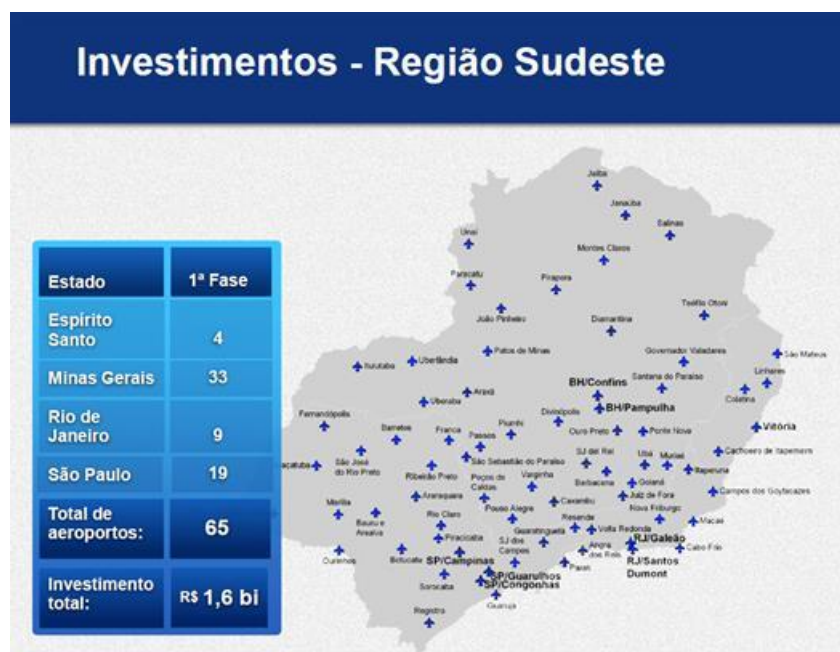 Investimentos - Região Sudeste
Estado 1ª Fase
Espírito
Santo 4
Minas Gerais 33
Rio de
Janeiro 9
São Paulo 19
Total de
aeroportos: 65
Investimento
total: R$ 1,6 bi
Jaíba
Janaúba
Salinas
Unaí
Montes Claros
Paracatu
Pirapora
João Pinheiro
Teófilo Otoni
Diamantina
Patos de Minas
Governador Valadares
São Mateus
Ituiutaba
Uberlândia
Santana do Paraíso
Linhares
BH/Confins
Colatina
Araxá
Uberaba
BH/Pampulha
Divinópolis
Fernandópolis
Barretos
Franca
Passos
Piumhi
Ouro Preto
Ponte Nova
Vitória
São José
do Rio Preto
São Sebastião do Paraíso
SJ del Rei
Ubá
Muriaé
Cachoeiro de Itapemirim
Ribeirão Preto
Poços de
Caldas
Varginha
Barbacena
Goianá
Itaperuna
Araraquara
Caxambu
Juiz de Fora
Campos dos Goytacazes
Marília
Bauru e
Arealva
Rio Claro
Pouso Alegre
Nova Friburgo
Resende
Volta Redonda
Macaé
Guaratinguetá
Piracicaba
SJ dos
Campos
RJ/Galeão
Ourinhos
Botucatu
Angra
dos Reis
Cabo Frio
SP/Campinas
Parati
RJ/Santos
Dumont
SP/Guarulhos
Sorocaba
SP/Congonhas
Guarujá
Registro